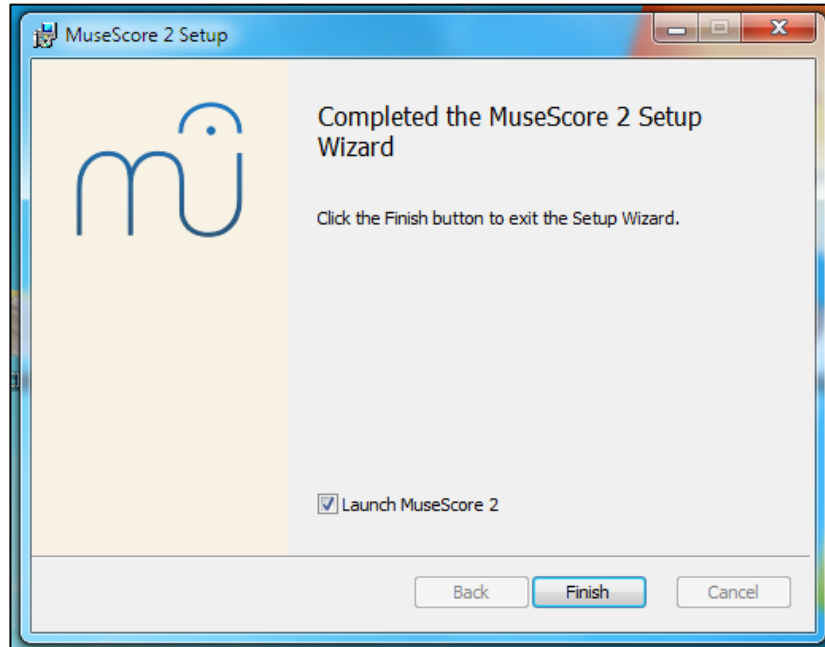 MuseScore 2 Setup
Completed the MuseScore 2 Setup
Wizard
Click the Finish button to exit the Setup Wizard.
Launch MuseScore 2
Back Finish Cancel